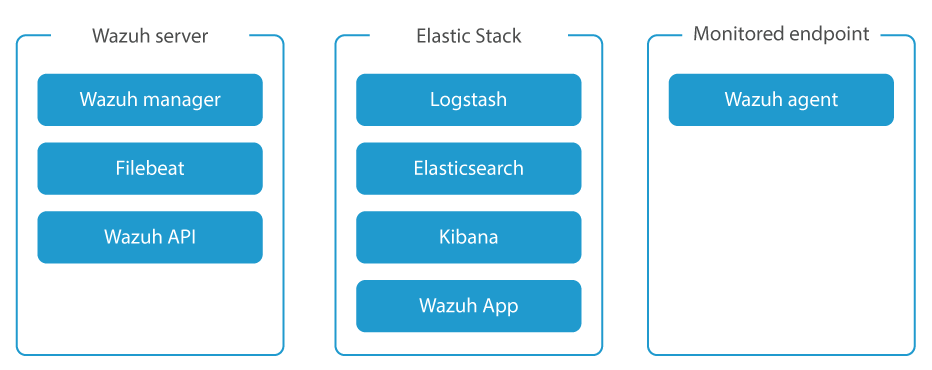 Wazuh server
Wazuh manager
Filebeat
Wazuh API
Elastic Stack
Logstash
Elasticsearch
Kibana
Wazuh App
Monitored endpoint
Wazuh agent